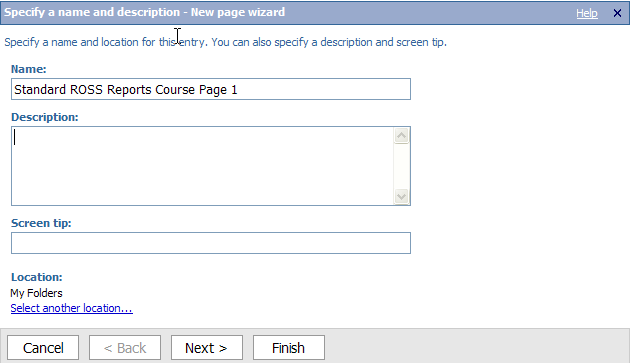 Specify a name and description - New page wizard Help ×
Specify a name and location for this entry. You can also specify a description and screen tip.
Name:
Standard ROSS Reports Course Page 1
Description:
Screen tip:
Location:
My Folders
Select another location...
Cancel < Back Next > Finish